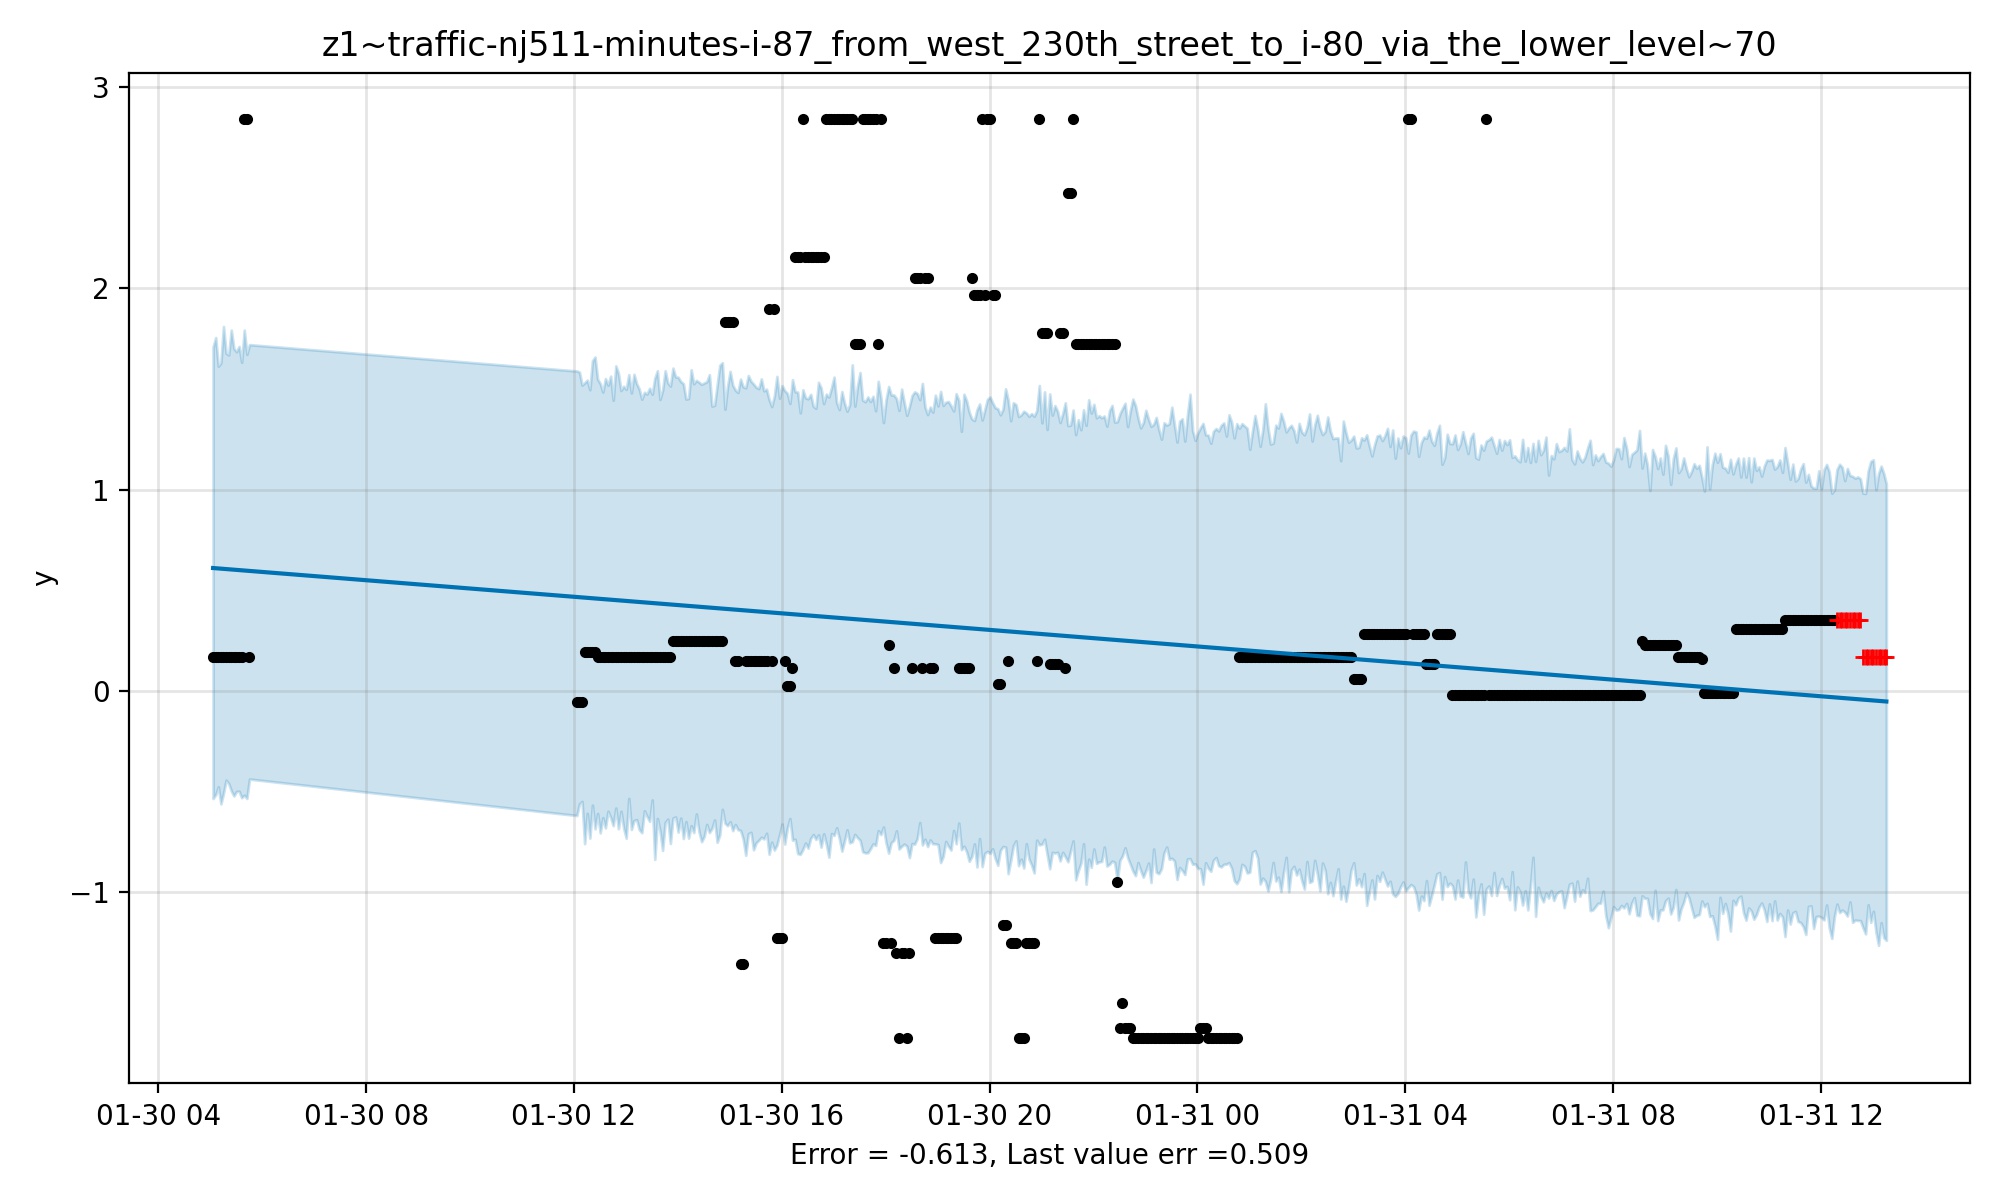 z1~traffic-nj511-minutes-i-87_from_west_230th_street_to_i-80_via_the_lower_level~70
3
2
1
0
−1
y
01-30 04 01-30 08 01-30 12 01-30 16 01-30 20 01-31 00 01-31 04 01-31 08 01-31 12
Error = -0.613, Last value err =0.509